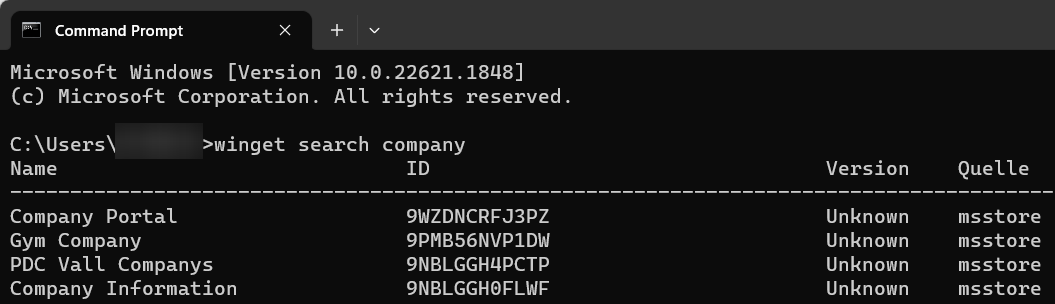 Command Prompt
Microsoft Windows [Version 10.0.22621.1848]
(c) Microsoft Corporation. All rights reserved.
C:\Users\ >winget search company
Name ID Version Quelle
---------------------------------------------------------------------------------------
Company Portal 9WZDNCRFJ3PZ Unknown msstore
Gym Company 9PMB56NVP1DW Unknown msstore
PDC Vall Companys 9NBLGGH4PCTP Unknown msstore
Company Information 9NBLGGH0FLWF Unknown msstore